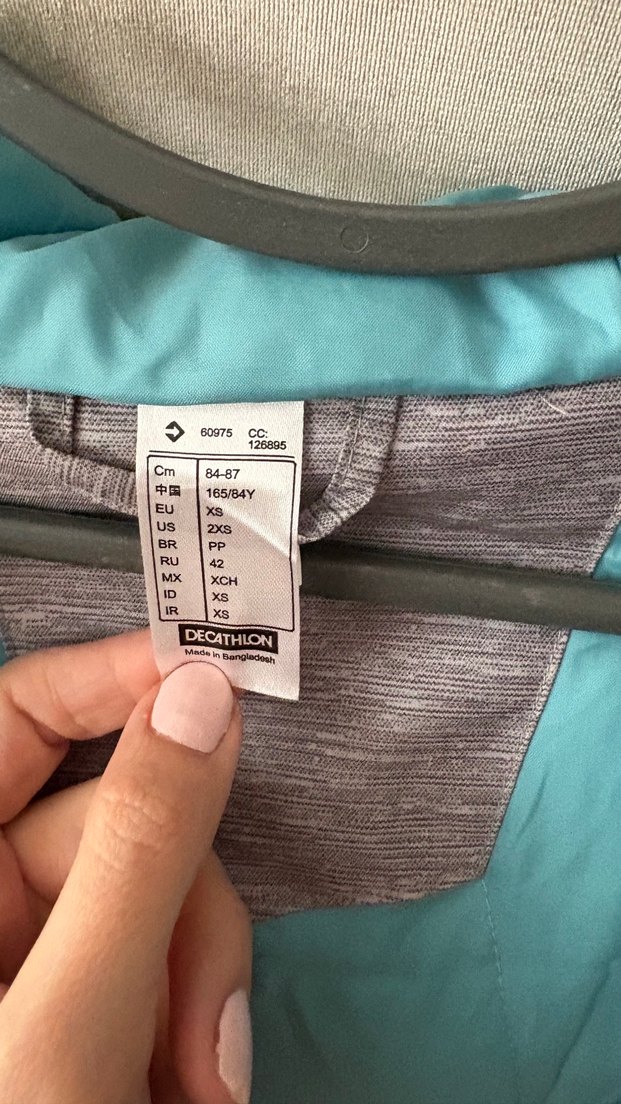 60975 CC: 126895
Cm 84-87
中国 165/84Y
EU XS
US 2XS
BR PP
RU 42
MX XCH
ID XS
IR XS
DECATHLON
Made in Bangladesh